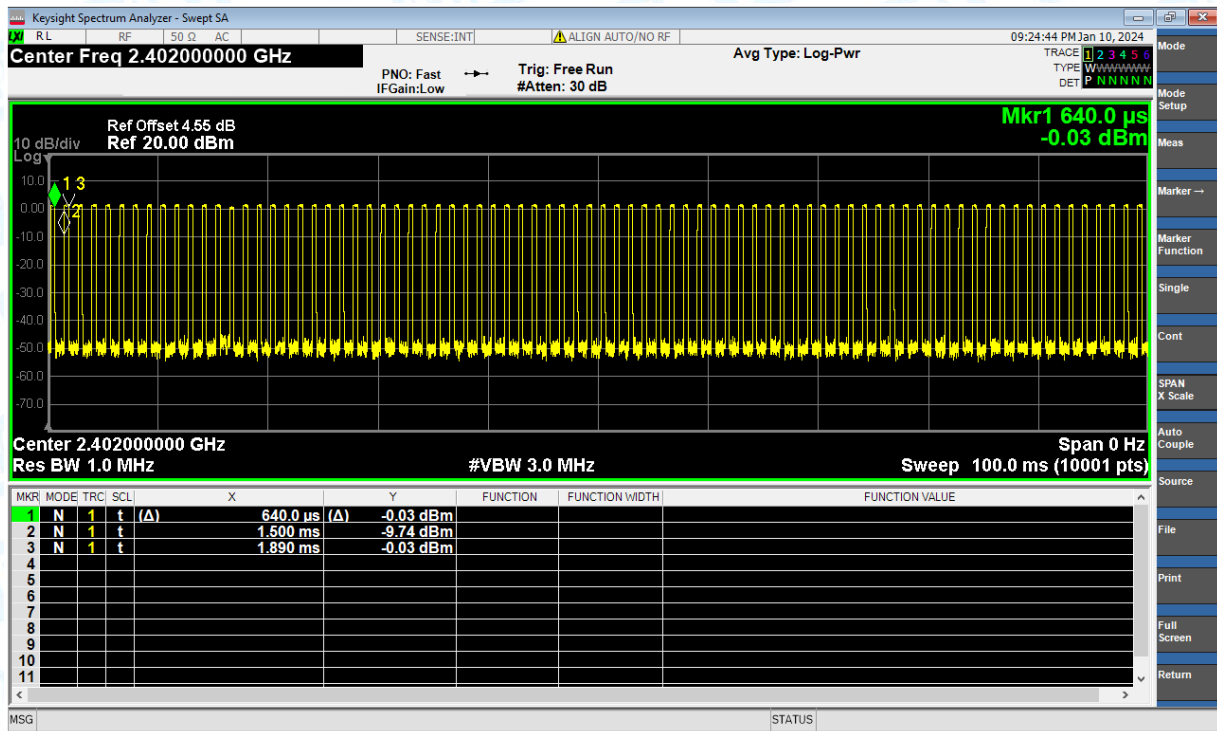 Keysight Spectrum Analyzer - Swept SA
LXI RL RF 50 Ω AC SENSE:INT ALIGN AUTO/NO RF 09:24:44 PM Jan 10, 2024
Center Freq 2.402000000 GHz
PNO: Fast
IFGain:Low
Trig: Free Run
#Atten: 30 dB
Avg Type: Log-Pwr
TRACE 1 2 3 4 5 6
TYPE WWWWWW
DET P N N N N N
Mkr1 640.0 µs
-0.03 dBm
Ref Offset 4.55 dB
10 dB/div Ref 20.00 dBm
Log
10.0
0.00
-10.0
-20.0
-30.0
-40.0
-50.0
-60.0
-70.0
1 3
2
Center 2.402000000 GHz Span 0 Hz
Res BW 1.0 MHz #VBW 3.0 MHz Sweep 100.0 ms (10001 pts)
MKR MODE TRC SCL X Y FUNCTION FUNCTION WIDTH FUNCTION VALUE
1 N 1 t (Δ) 640.0 µs (Δ) -0.03 dBm
2 N 1 t 1.500 ms -9.74 dBm
3 N 1 t 1.890 ms -0.03 dBm
4
5
6
7
8
9
10
11
MSG STATUS
Mode
Mode
Setup
Meas
Marker →
Marker
Function
Single
Cont
SPAN
X Scale
Auto
Couple
Source
File
Print
Full
Screen
Return